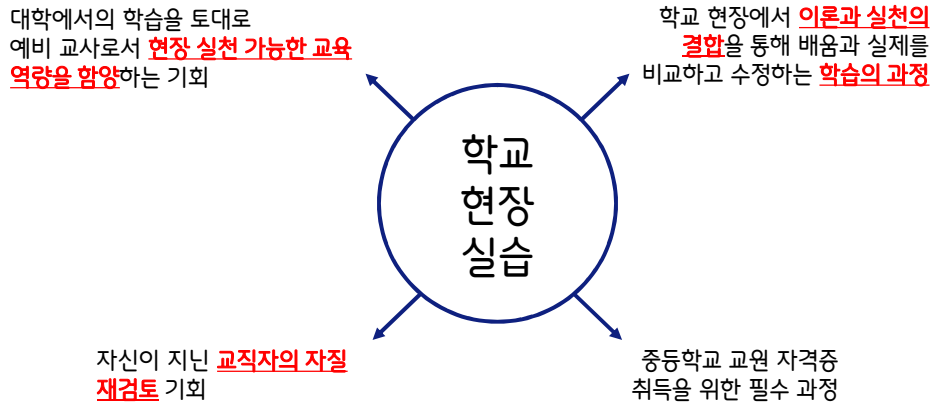 대학에서의 학습을 토대로
예비 교사로서 현장 실천 가능한 교육
역량을 함양하는 기회
학교 현장에서 이론과 실천의
결합을 통해 배움과 실제를
비교하고 수정하는 학습의 과정
학교
현장
실습
자신이 지닌 교직자의 자질
재검토 기회
중등학교 교원 자격증
취득을 위한 필수 과정